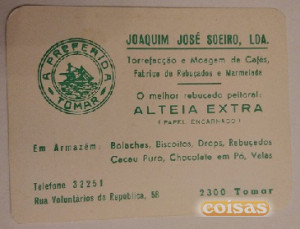 A PREFERIDA
TOMAR
JOAQUIM JOSÉ SOEIRO, LDA.
Torrefacção e Moagem de Cafés,
Fabrico de Rebuçados e Marmelada
O melhor rebuçado peitoral:
ALTEIA EXTRA
(PAPEL ENCARNADO)
Em Armazém: Bolachas, Biscoitos, Drops, Rebuçados
Cacau Puro, Chocolate em Pó, Velas
Telefone 32251
Rua Voluntários da República, 56 2300 Tomar
coisas